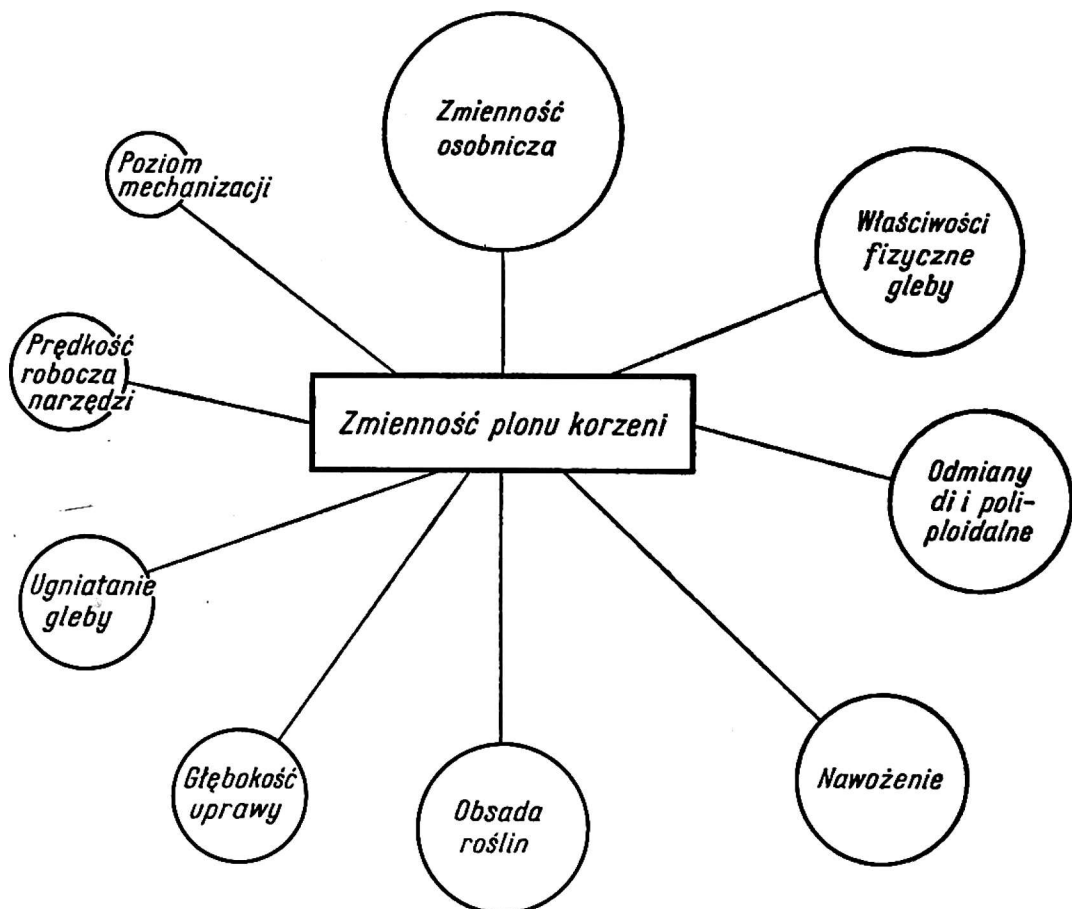 Zmienność
osobnicza
Poziom
mechanizacji
Właściwości
fizyczne
gleby
Prędkość
robocza
narzędzi
Zmienność plonu korzeni
Odmiany
di i poli-
ploidalne
Ugniatanie
gleby
Głębokość
uprawy
Obsada
roślin
Nawożenie